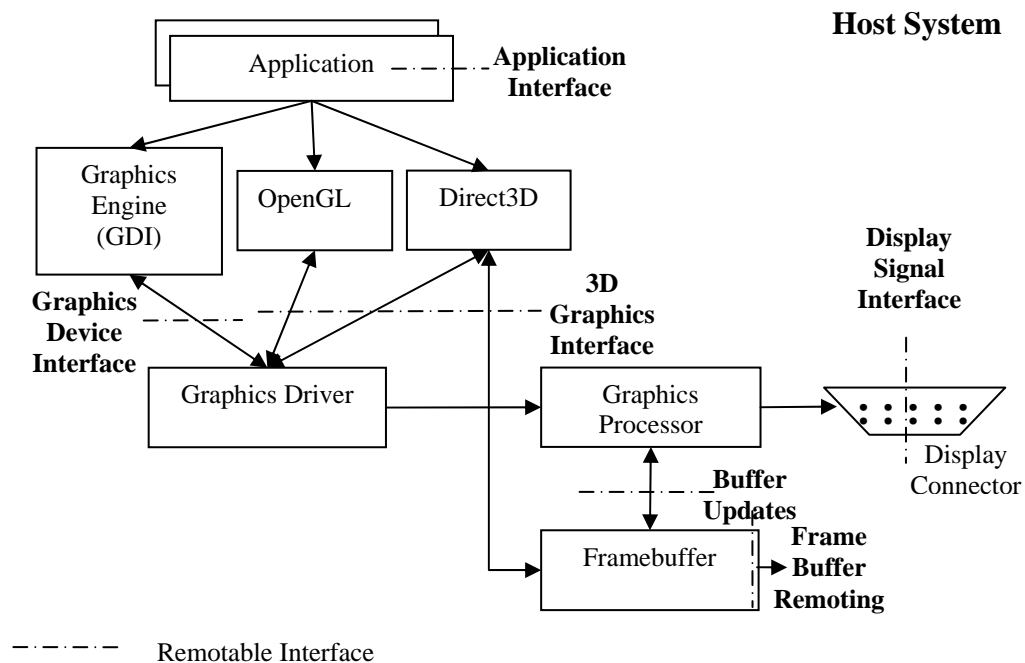 Host System
Application
Application
Interface
Graphics
Engine
(GDI)
OpenGL
Direct3D
Display
Signal
Interface
Graphics
Device
Interface
3D
Graphics
Interface
Graphics Driver
Graphics
Processor
Display
Connector
Buffer
Updates
Framebuffer
Frame
Buffer
Remoting
Remotable Interface